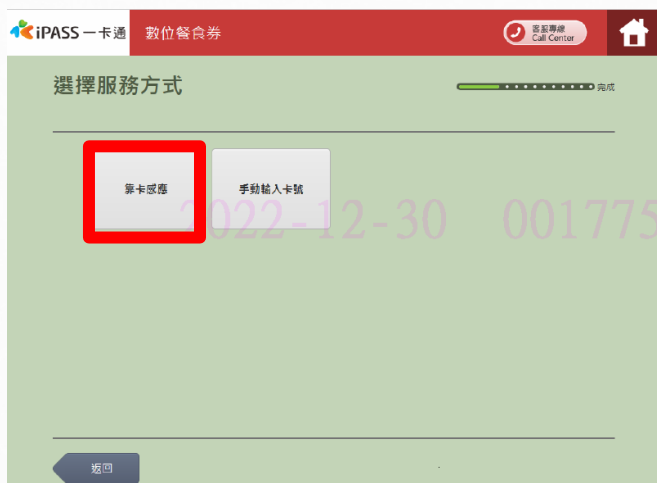 iPASS 一卡通 數位餐食券
客服專線
Call Center
選擇服務方式
完成
靠卡感應 手動輸入卡號
2022-12-30 001775
返回